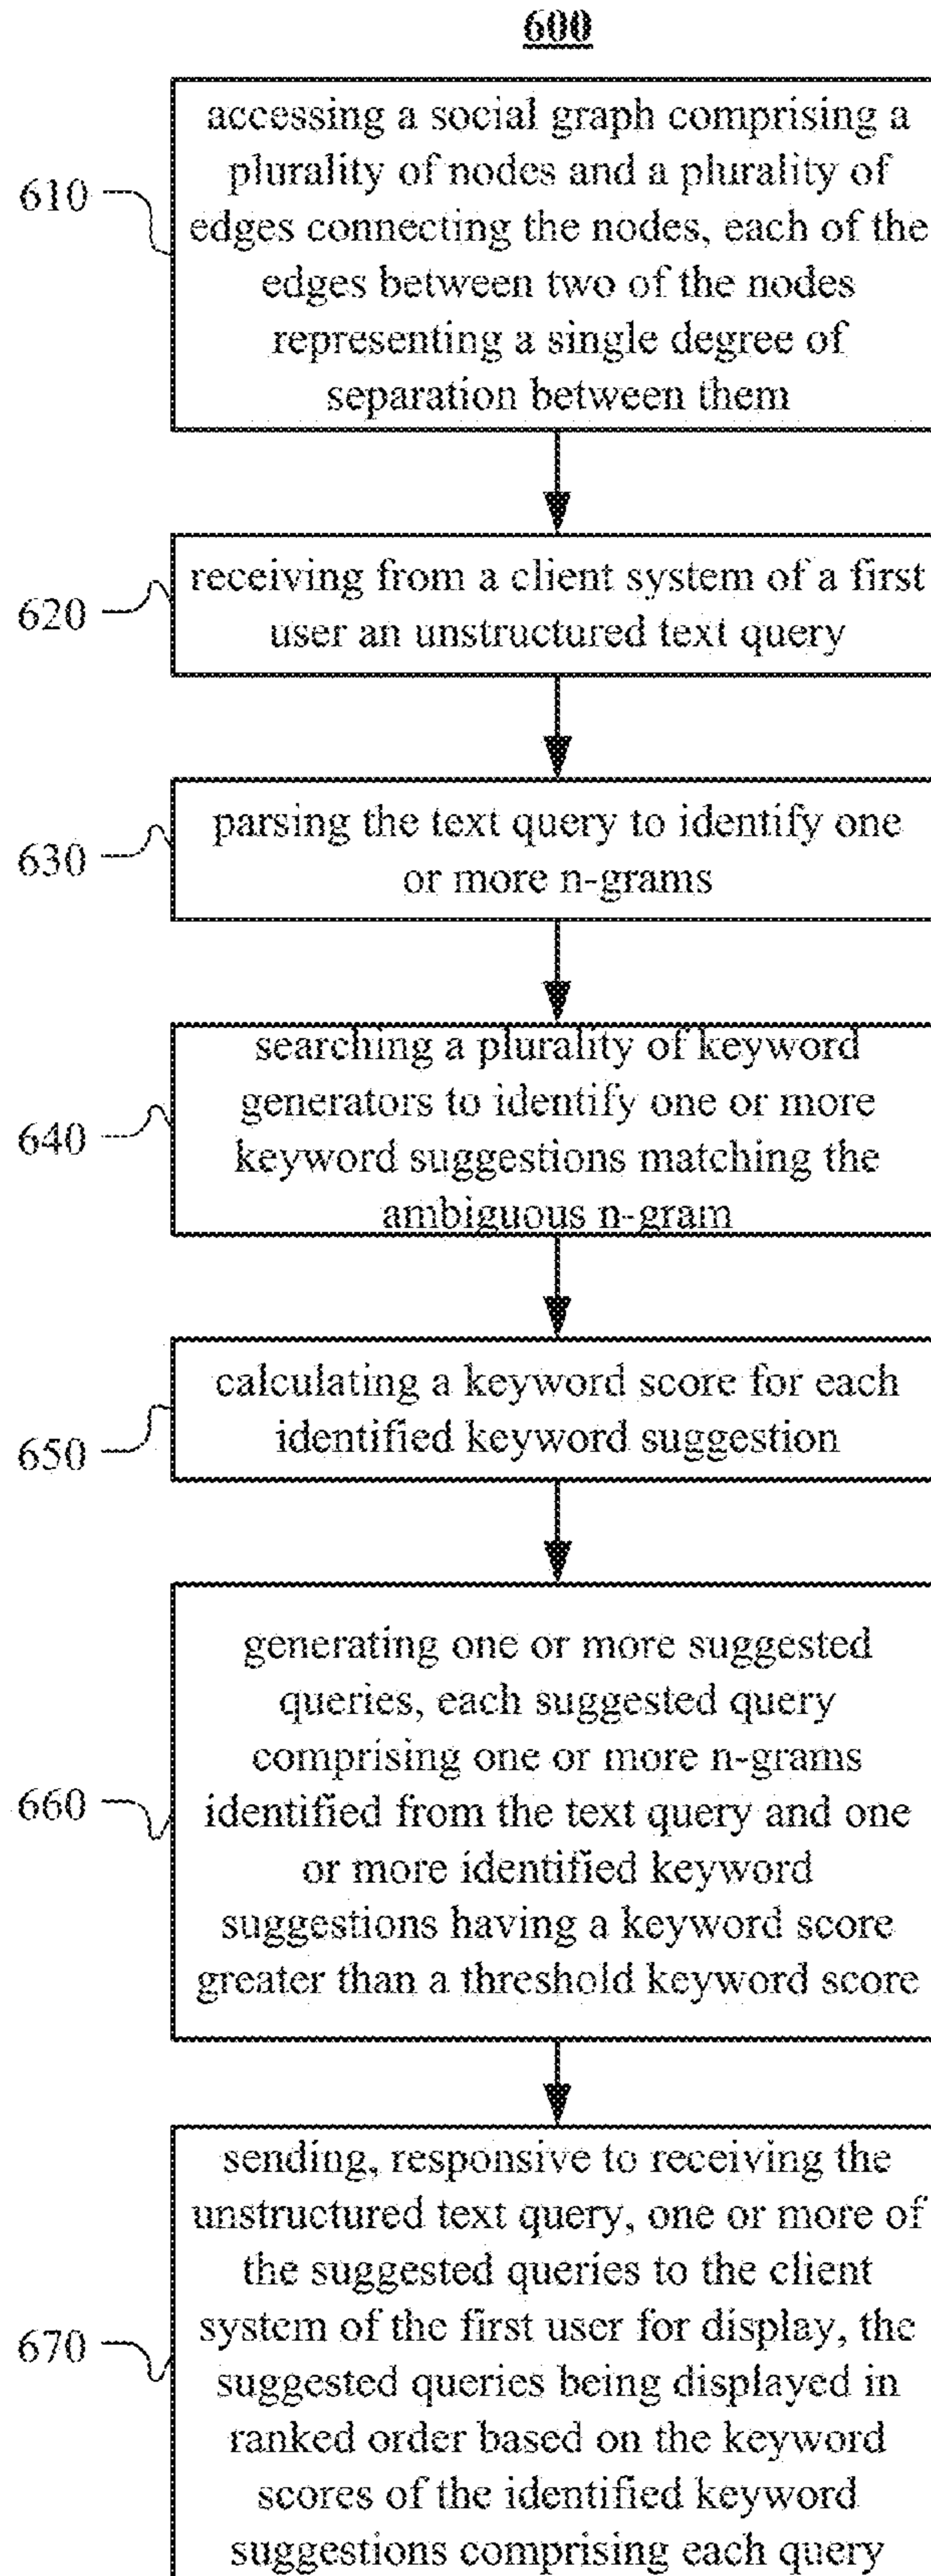 600
610
accessing a social graph comprising a
plurality of nodes and a plurality of
edges connecting the nodes, each of the
edges between two of the nodes
representing a single degree of
separation between them
620
receiving from a client system of a first
user an unstructured text query
630
parsing the text query to identify one
or more n-grams
640
searching a plurality of keyword
generators to identify one or more
keyword suggestions matching the
ambiguous n-gram
650
calculating a keyword score for each
identified keyword suggestion
660
generating one or more suggested
queries, each suggested query
comprising one or more n-grams
identified from the text query and one
or more identified keyword
suggestions having a keyword score
greater than a threshold keyword score
670
sending, responsive to receiving the
unstructured text query, one or more of
the suggested queries to the client
system of the first user for display, the
suggested queries being displayed in
ranked order based on the keyword
scores of the identified keyword
suggestions comprising each query